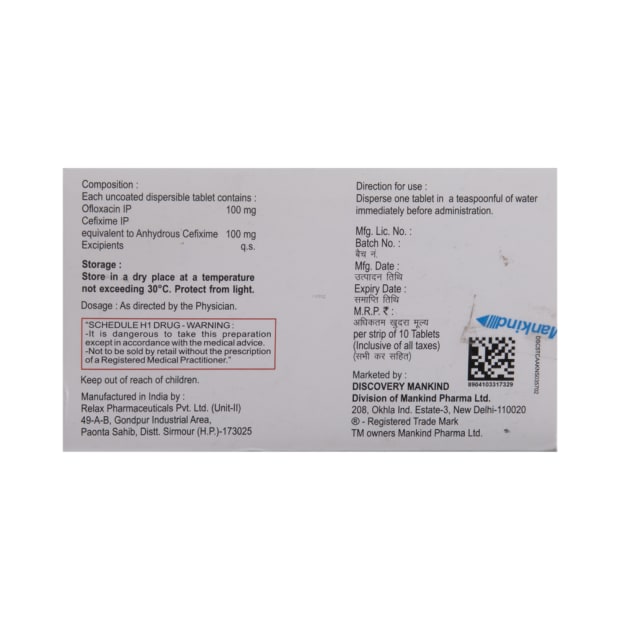 Composition :
Each uncoated dispersible tablet contains :
Ofloxacin IP 100 mg
Cefixime IP
equivalent to Anhydrous Cefixime 100 mg
Excipients q.s.
Storage :
Store in a dry place at a temperature
not exceeding 30°C. Protect from light.
Dosage : As directed by the Physician.
"SCHEDULE H1 DRUG - WARNING :
-It is dangerous to take this preparation
except in accordance with the medical advice.
-Not to be sold by retail without the prescription
of a Registered Medical Practitioner."
Keep out of reach of children.
Manufactured in India by :
Relax Pharmaceuticals Pvt. Ltd. (Unit-II)
49-A-B, Gondpur Industrial Area,
Paonta Sahib, Distt. Sirmour (H.P.)-173025
Direction for use :
Disperse one tablet in a teaspoonful of water
immediately before administration.
Mfg. Lic. No. :
Batch No. :
बैच नं.
Mfg. Date :
उत्पादन तिथि
Expiry Date :
समाप्ति तिथि
M.R.P. ₹ :
अधिकतम खुदरा मूल्य
per strip of 10 Tablets
(Inclusive of all taxes)
(सभी कर सहित)
Marketed by :
DISCOVERY MANKIND
Division of Mankind Pharma Ltd.
208, Okhla Ind. Estate-3, New Delhi-110020
® - Registered Trade Mark
TM owners Mankind Pharma Ltd.
Mankind
8904103317329